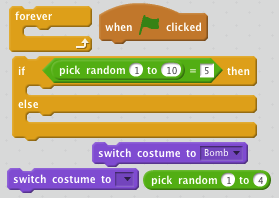 forever
when clicked
if pick random 1 to 10 = 5 then
else
switch costume to Bomb
switch costume to
pick random 1 to 4